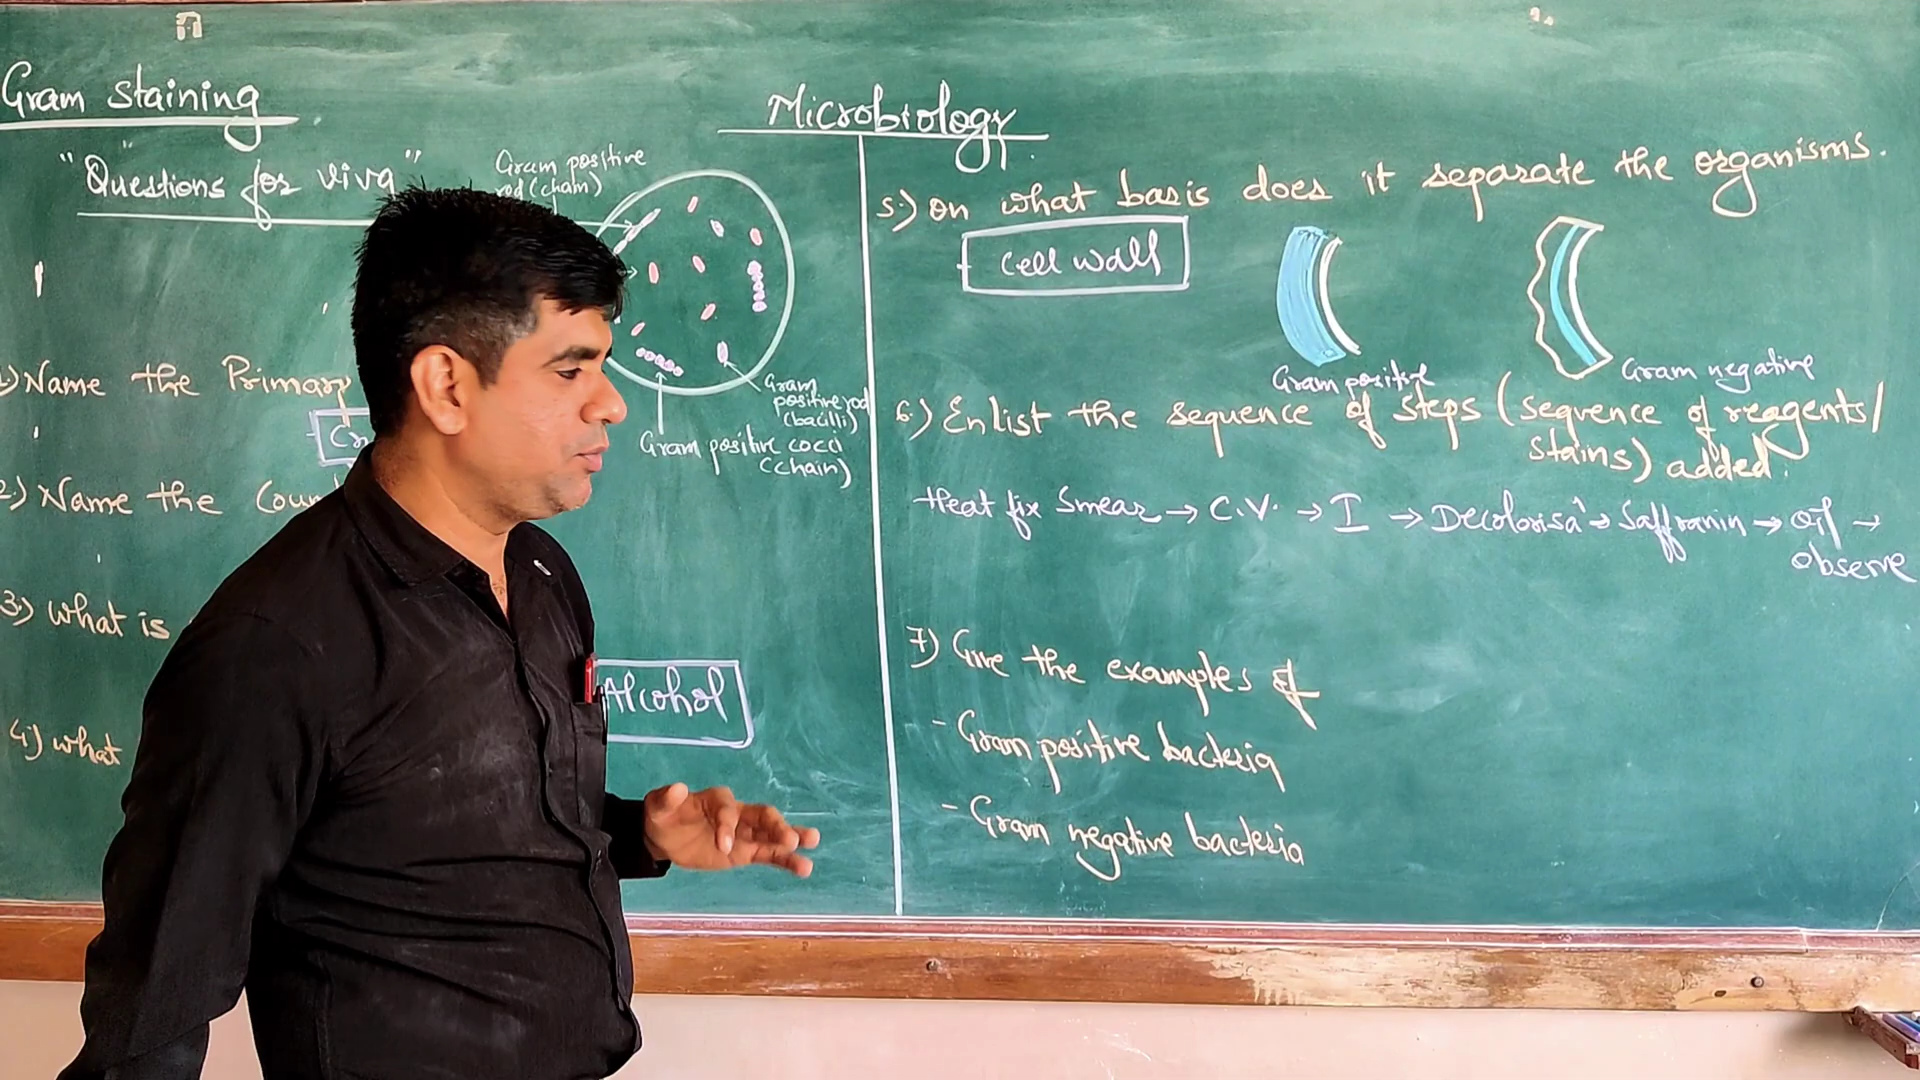 Gram staining
Microbiology
"Questions for viva"
Gram positive
rod (chain)
Gram
positive rod
(bacilli)
Gram positive cocci
(chain)
1.) Name the Primary
2.) Name the Coun
3.) what is
Alcohol
4.) what
5.) on what basis does it separate the organisms.
cell wall
Gram positive
Gram negative
6.) Enlist the sequence of steps (sequence of reagents/
stains) added.
Heat fix Smear → C.V. → I → Decolorisa → Saffranin → oil →
observe
7) Give the examples of
- Gram positive bacteria
- Gram negative bacteria